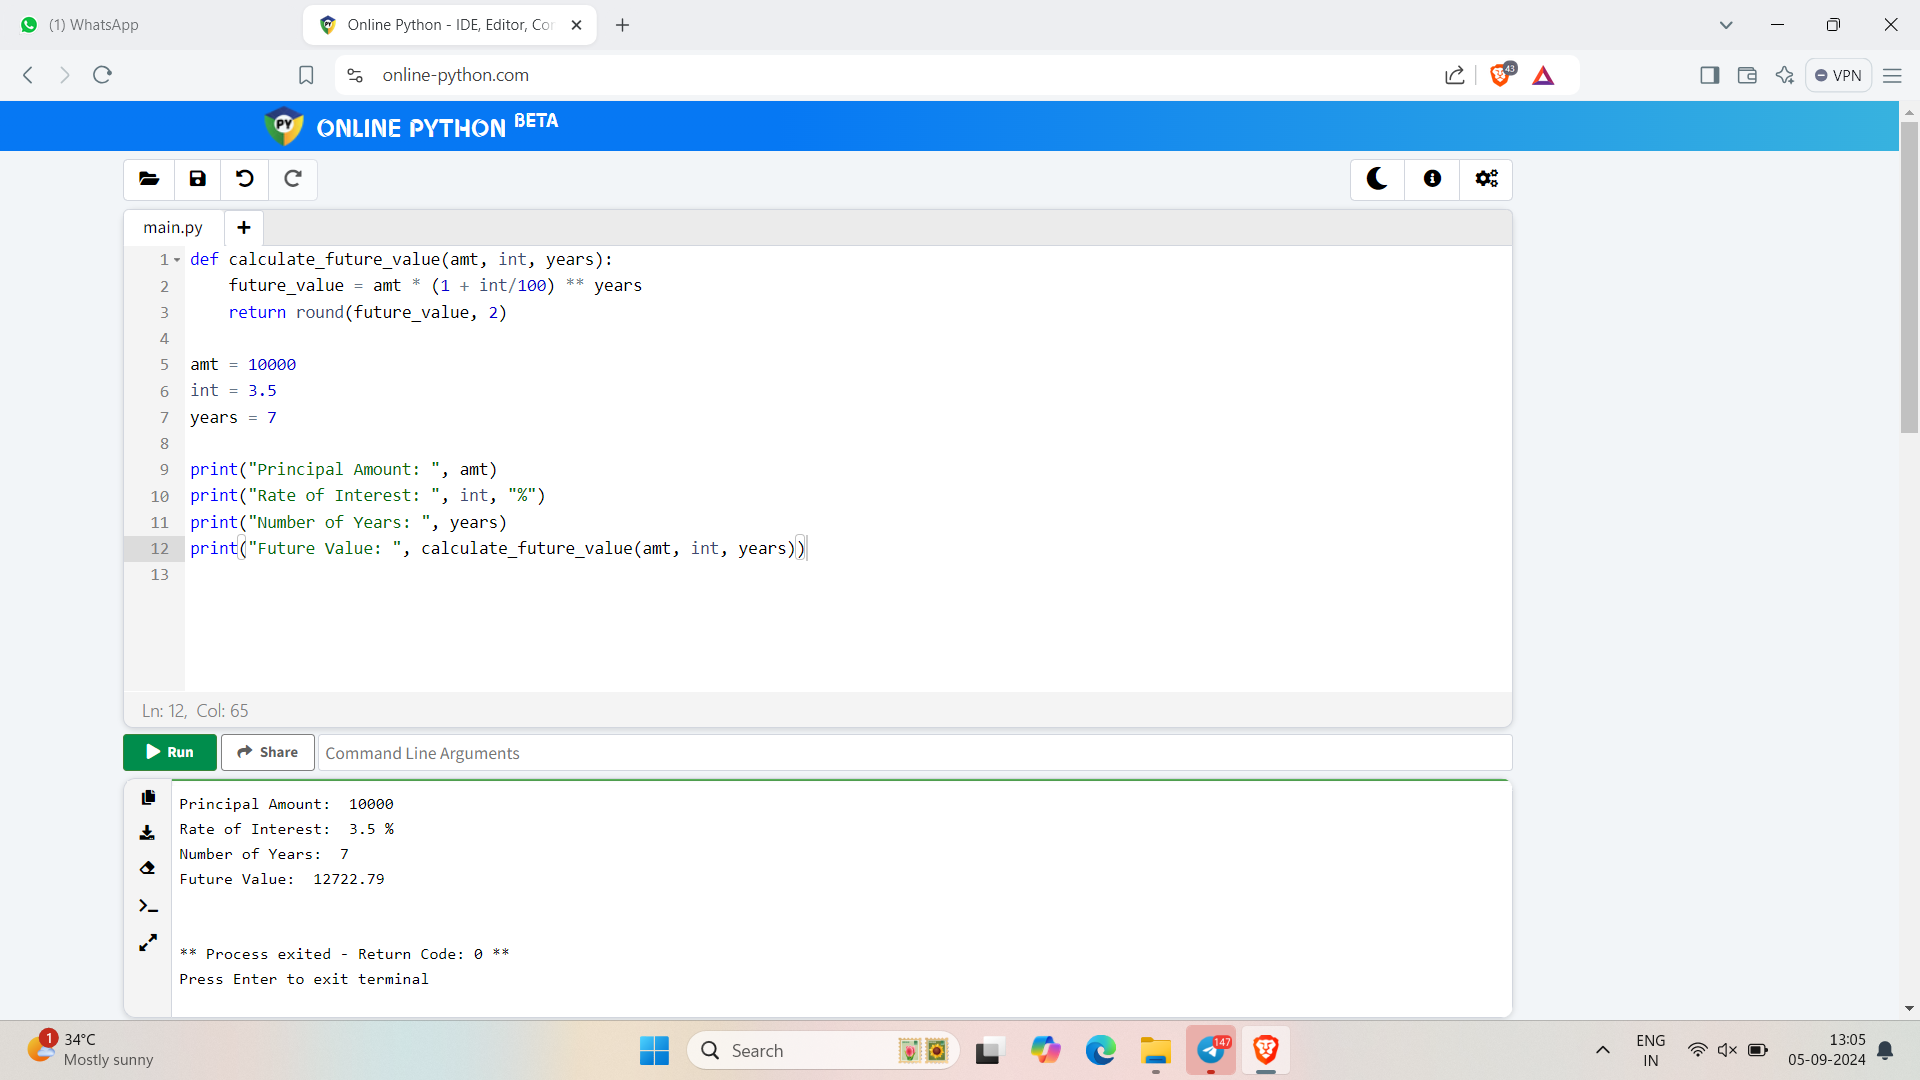 (1) WhatsApp
Online Python - IDE, Editor, Cor
online-python.com
43
VPN
PY
ONLINE PYTHON BETA
main.py
1 def calculate_future_value(amt, int, years):
2     future_value = amt * (1 + int/100) ** years
3     return round(future_value, 2)
4
5 amt = 10000
6 int = 3.5
7 years = 7
8
9 print("Principal Amount: ", amt)
10 print("Rate of Interest: ", int, "%")
11 print("Number of Years: ", years)
12 print("Future Value: ", calculate_future_value(amt, int, years))
13
Ln: 12, Col: 65
Run
Share
Command Line Arguments
Principal Amount:  10000
Rate of Interest:  3.5 %
Number of Years:  7
Future Value:  12722.79
** Process exited - Return Code: 0 **
Press Enter to exit terminal
1
34°C
Mostly sunny
Search
147
ENG
IN
13:05
05-09-2024